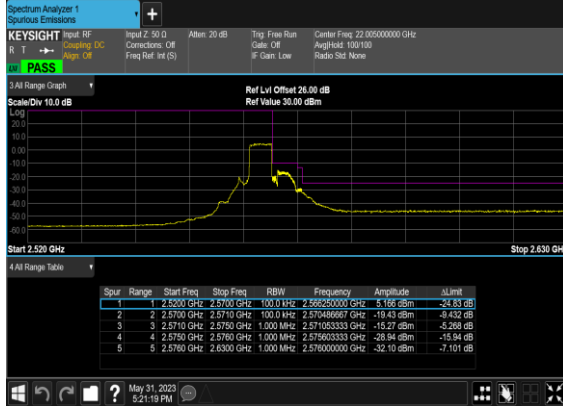 Spectrum Analyzer 1
Spurious Emissions
+
KEYSIGHT Input: RF Input Z: 50 Ω Atten: 20 dB Trig: Free Run Center Freq: 22.005000000 GHz
R T Coupling: DC Corrections: Off Gate: Off Avg|Hold: 100/100
Align: Off Freq Ref: Int (S) IF Gain: Low Radio Std: None
PASS
3 All Range Graph
Ref Lvl Offset 26.00 dB
Scale/Div 10.0 dB Ref Value 30.00 dBm
Log
20.0
10.0
0.00
-10.0
-20.0
-30.0
-40.0
-50.0
-60.0
Start 2.520 GHz Stop 2.630 GH
4 All Range Table
Spur Range Start Freq Stop Freq RBW Frequency Amplitude ΔLimit
1 1 2.5200 GHz 2.5700 GHz 100.0 kHz 2.566250000 GHz 5.166 dBm -24.83 dB
2 2 2.5700 GHz 2.5710 GHz 100.0 kHz 2.570486667 GHz -19.43 dBm -9.432 dB
3 3 2.5710 GHz 2.5750 GHz 1.000 MHz 2.571053333 GHz -15.27 dBm -5.268 dB
4 4 2.5750 GHz 2.5760 GHz 1.000 MHz 2.575603333 GHz -28.94 dBm -15.94 dB
5 5 2.5760 GHz 2.6300 GHz 1.000 MHz 2.576000000 GHz -32.10 dBm -7.101 dB
?
May 31, 2023
5:21:19 PM